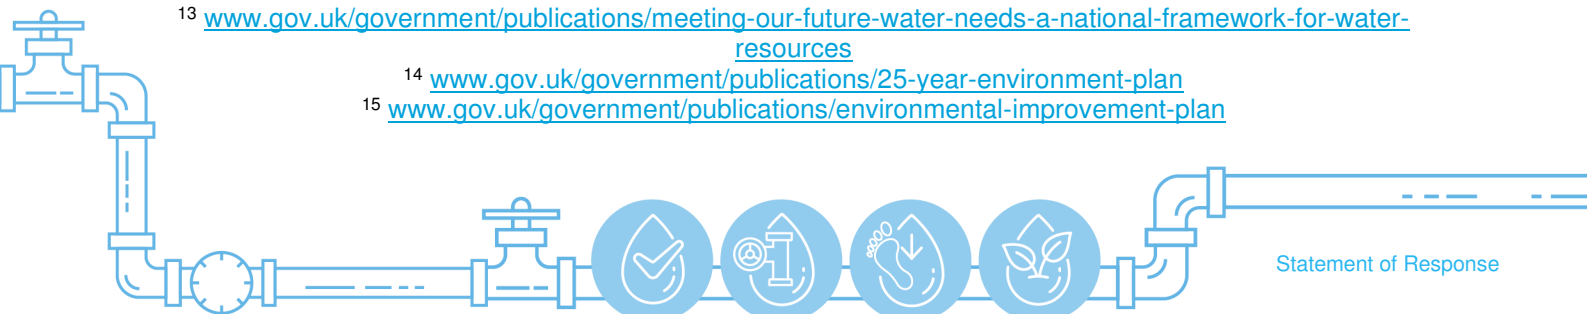 13 www.gov.uk/government/publications/meeting-our-future-water-needs-a-national-framework-for-water-
resources
14 www.gov.uk/government/publications/25-year-environment-plan
15 www.gov.uk/government/publications/environmental-improvement-plan
Statement of Response